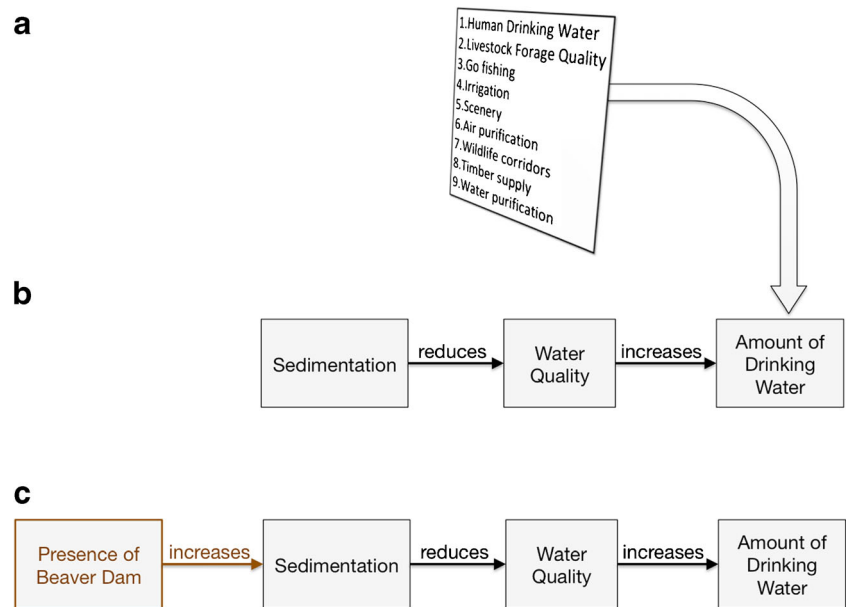 a
1.Human Drinking Water
2.Livestock Forage Quality
3.Go fishing
4.Irrigation
5.Scenery
6.Air purification
7.Wildlife corridors
8.Timber supply
9.Water purification
b
Sedimentation
reduces
Water
Quality
increases
Amount of
Drinking
Water
c
Presence of
Beaver Dam
increases
Sedimentation
reduces
Water
Quality
increases
Amount of
Drinking
Water